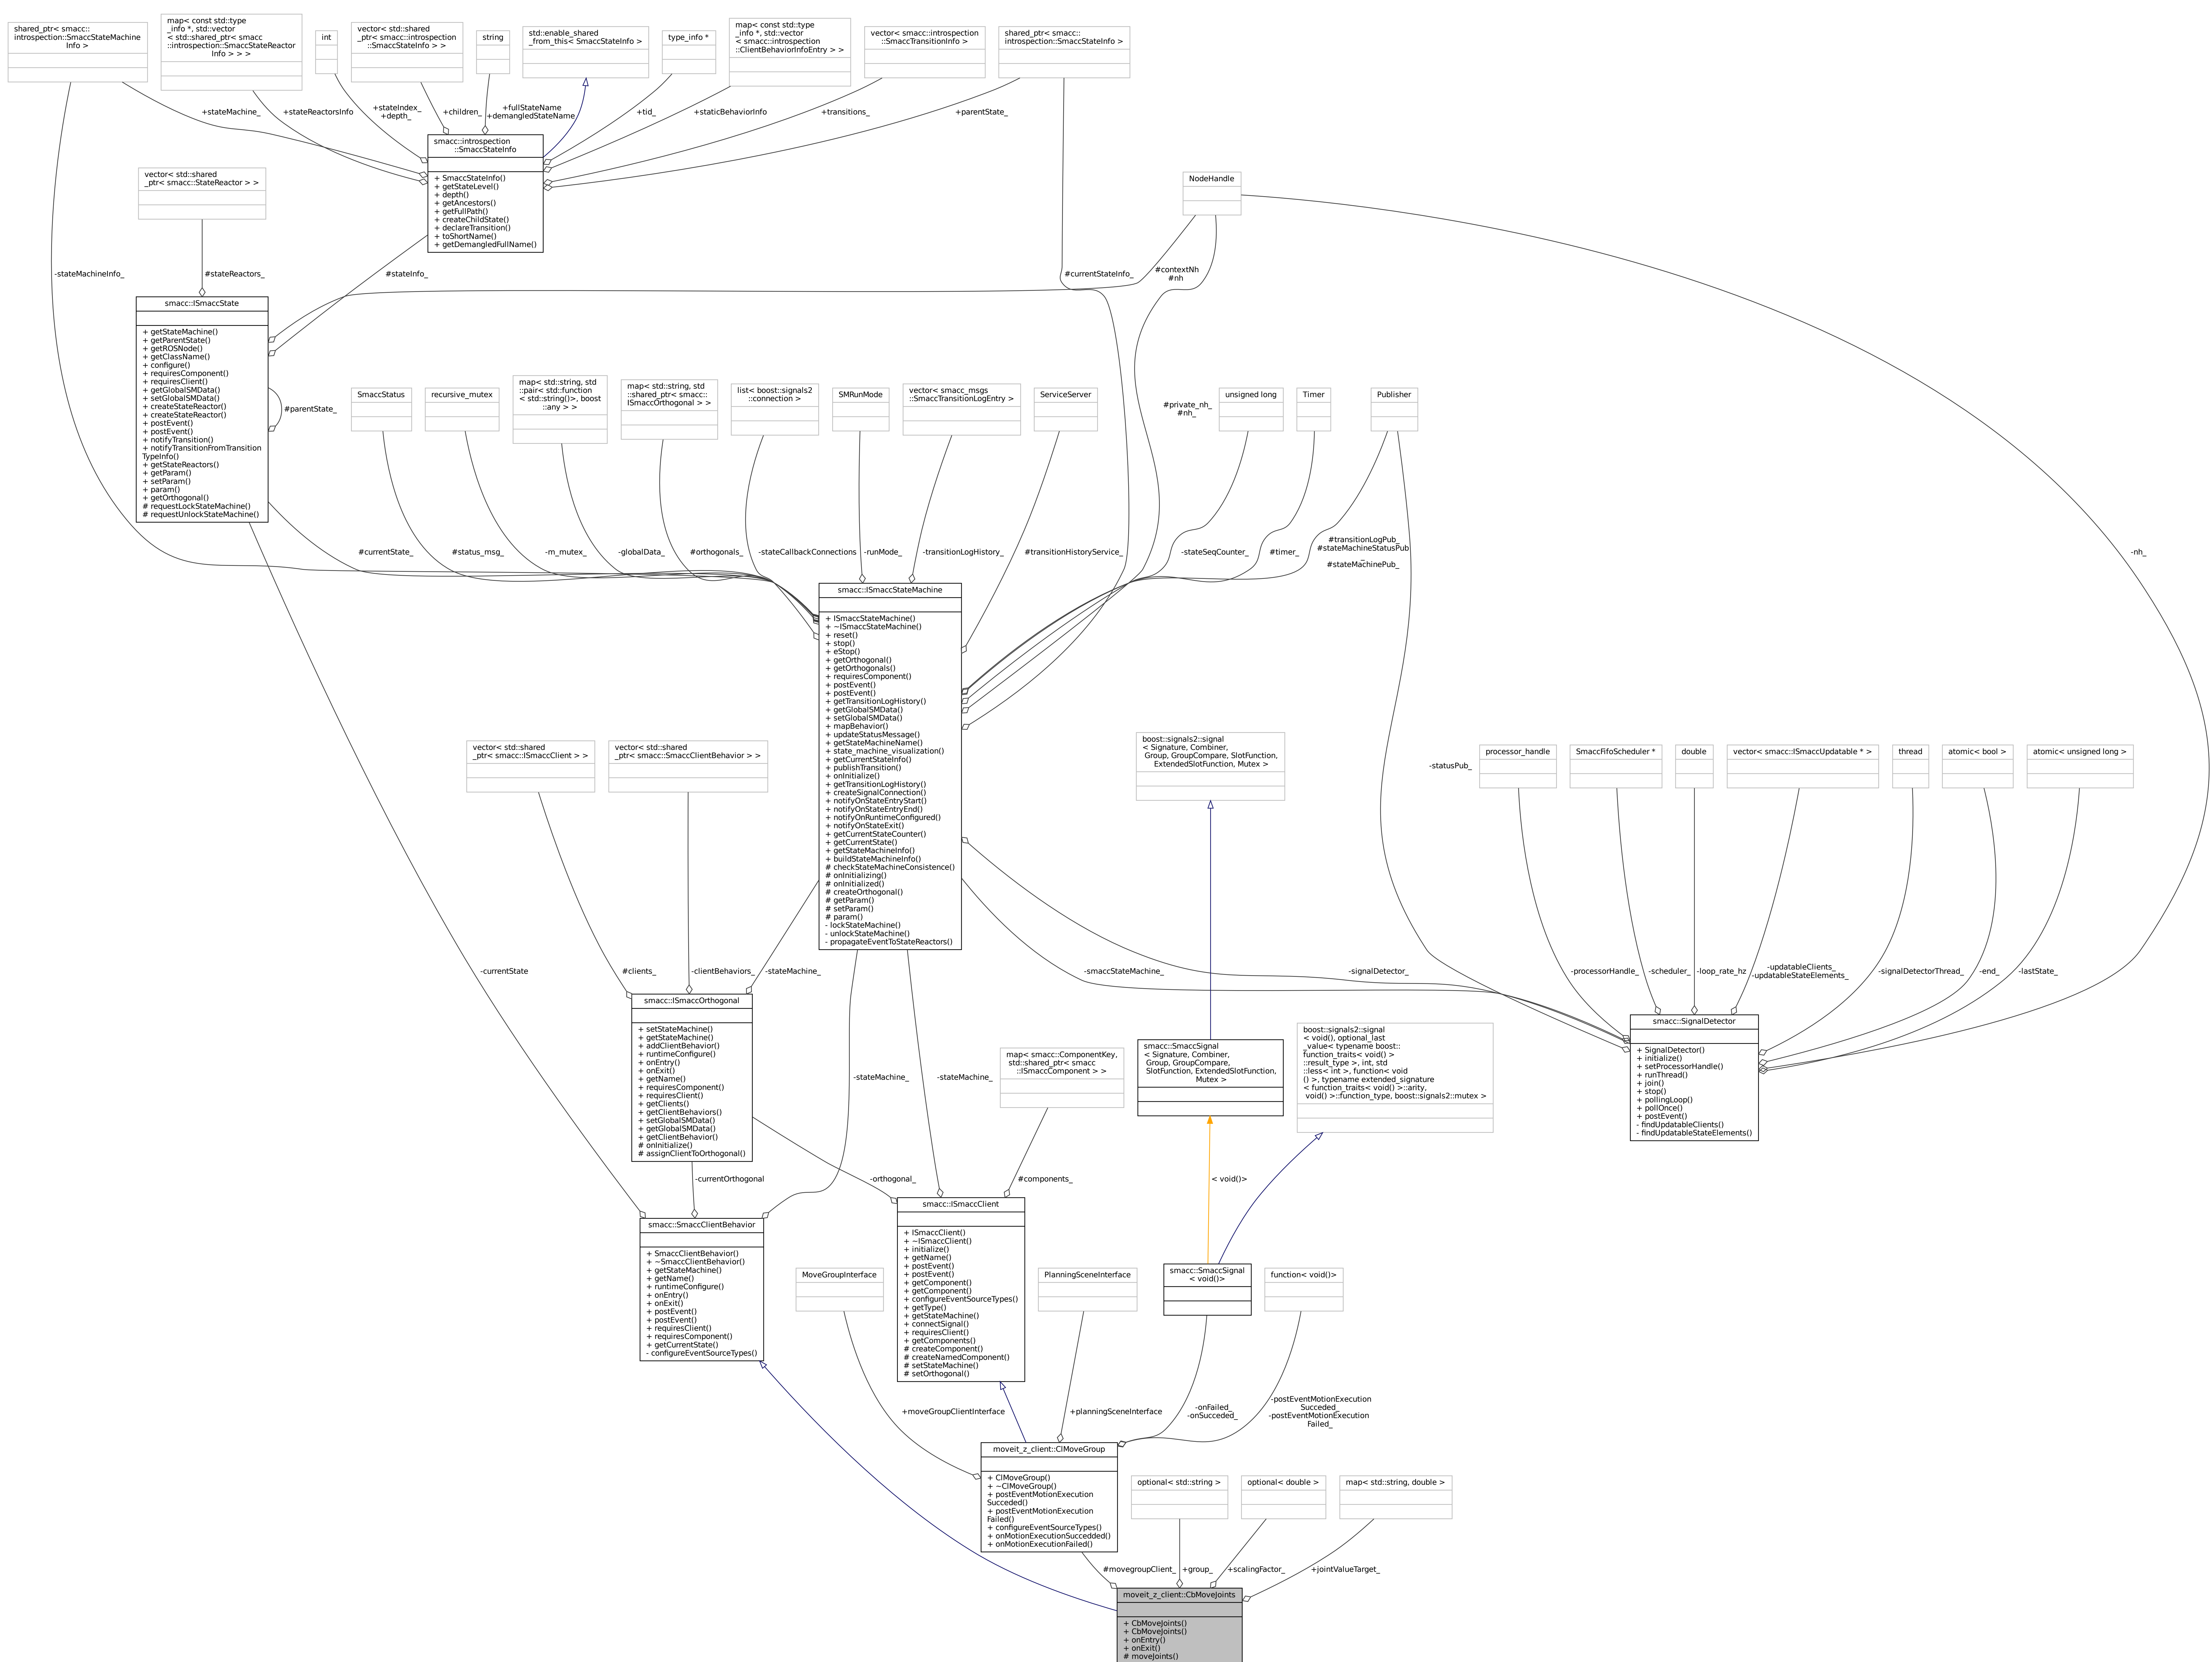 shared_ptr< smacc::
introspection::SmaccStateMachine
Info >
map< const std::type
_info *, std::vector
< std::shared_ptr< smacc
::introspection::SmaccStateReactor
Info > > >
int
vector< std::shared
_ptr< smacc::introspection
::SmaccStateInfo > >
string
std::enable_shared
_from_this< SmaccStateInfo >
type_info *
map< const std::type
_info *, std::vector
< smacc::introspection
::ClientBehaviorInfoEntry > >
vector< smacc::introspection
::SmaccTransitionInfo >
shared_ptr< smacc::
introspection::SmaccStateInfo >
+stateMachine_
+stateReactorsInfo
+stateIndex_
+depth_
+children_
+fullStateName
+demangledStateName
+tid_
+staticBehaviorInfo
+transitions_
+parentState_
smacc::introspection
::SmaccStateInfo
+ SmaccStateInfo()
+ getStateLevel()
+ depth()
+ getAncestors()
+ getFullPath()
+ createChildState()
+ declareTransition()
+ toShortName()
+ getDemangledFullName()
vector< std::shared
_ptr< smacc::StateReactor > >
NodeHandle
-stateMachineInfo_
#stateReactors_
#stateInfo_
#currentStateInfo_
#contextNh
#nh
smacc::ISmaccState
+ getStateMachine()
+ getParentState()
+ getROSNode()
+ getClassName()
+ configure()
+ requiresComponent()
+ requiresClient()
+ getGlobalSMData()
+ setGlobalSMData()
+ createStateReactor()
+ createStateReactor()
+ postEvent()
+ postEvent()
+ notifyTransition()
+ notifyTransitionFromTransition
TypeInfo()
+ getStateReactors()
+ getParam()
+ setParam()
+ param()
+ getOrthogonal()
# requestLockStateMachine()
# requestUnlockStateMachine()
#parentState_
SmaccStatus
recursive_mutex
map< std::string, std
::pair< std::function
< std::string()>, boost
::any > >
map< std::string, std
::shared_ptr< smacc::
ISmaccOrthogonal > >
list< boost::signals2
::connection >
SMRunMode
vector< smacc_msgs
::SmaccTransitionLogEntry >
ServiceServer
#private_nh_
#nh_
unsigned long
Timer
Publisher
#currentState_
#status_msg_
-m_mutex_
-globalData_
#orthogonals_
-stateCallbackConnections
-runMode_
-transitionLogHistory_
#transitionHistoryService_
-stateSeqCounter_
#timer_
#transitionLogPub_
#stateMachineStatusPub
_
#stateMachinePub_
-nh_
smacc::ISmaccStateMachine
+ ISmaccStateMachine()
+ ~ISmaccStateMachine()
+ reset()
+ stop()
+ eStop()
+ getOrthogonal()
+ getOrthogonals()
+ requiresComponent()
+ postEvent()
+ postEvent()
+ getTransitionLogHistory()
+ getGlobalSMData()
+ setGlobalSMData()
+ mapBehavior()
+ updateStatusMessage()
+ getStateMachineName()
+ state_machine_visualization()
+ getCurrentStateInfo()
+ publishTransition()
+ onInitialize()
+ getTransitionLogHistory()
+ createSignalConnection()
+ notifyOnStateEntryStart()
+ notifyOnStateEntryEnd()
+ notifyOnRuntimeConfigured()
+ notifyOnStateExit()
+ getCurrentStateCounter()
+ getCurrentState()
+ getStateMachineInfo()
+ buildStateMachineInfo()
# checkStateMachineConsistence()
# onInitializing()
# onInitialized()
# createOrthogonal()
# getParam()
# setParam()
# param()
- lockStateMachine()
- unlockStateMachine()
- propagateEventToStateReactors()
vector< std::shared
_ptr< smacc::ISmaccClient > >
vector< std::shared
_ptr< smacc::SmaccClientBehavior > >
boost::signals2::signal
< Signature, Combiner,
Group, GroupCompare, SlotFunction,
ExtendedSlotFunction, Mutex >
-statusPub_
processor_handle
SmaccFifoScheduler *
double
vector< smacc::ISmaccUpdatable * >
thread
atomic< bool >
atomic< unsigned long >
-currentState
#clients_
-clientBehaviors_
-stateMachine_
-smaccStateMachine_
-signalDetector_
-processorHandle_
-scheduler_
-loop_rate_hz
-updatableClients_
-updatableStateElements_
-signalDetectorThread_
-end_
-lastState_
smacc::ISmaccOrthogonal
+ setStateMachine()
+ getStateMachine()
+ addClientBehavior()
+ runtimeConfigure()
+ onEntry()
+ onExit()
+ getName()
+ requiresComponent()
+ requiresClient()
+ getClients()
+ getClientBehaviors()
+ setGlobalSMData()
+ getGlobalSMData()
+ getClientBehavior()
# onInitialize()
# assignClientToOrthogonal()
-stateMachine_
-stateMachine_
map< smacc::ComponentKey,
std::shared_ptr< smacc
::ISmaccComponent > >
smacc::SmaccSignal
< Signature, Combiner,
Group, GroupCompare,
SlotFunction, ExtendedSlotFunction,
Mutex >
boost::signals2::signal
< void(), optional_last
_value< typename boost::
function_traits< void() >
::result_type >, int, std
::less< int >, function< void
() >, typename extended_signature
< function_traits< void() >::arity,
void() >::function_type, boost::signals2::mutex >
smacc::SignalDetector
+ SignalDetector()
+ initialize()
+ setProcessorHandle()
+ runThread()
+ join()
+ stop()
+ pollingLoop()
+ pollOnce()
+ postEvent()
- findUpdatableClients()
- findUpdatableStateElements()
-currentOrthogonal
-orthogonal_
#components_
< void()>
smacc::SmaccClientBehavior
+ SmaccClientBehavior()
+ ~SmaccClientBehavior()
+ getStateMachine()
+ getName()
+ runtimeConfigure()
+ onEntry()
+ onExit()
+ postEvent()
+ postEvent()
+ requiresClient()
+ requiresComponent()
+ getCurrentState()
- configureEventSourceTypes()
smacc::ISmaccClient
+ ISmaccClient()
+ ~ISmaccClient()
+ initialize()
+ getName()
+ postEvent()
+ postEvent()
+ getComponent()
+ getComponent()
+ configureEventSourceTypes()
+ getType()
+ getStateMachine()
+ connectSignal()
+ requiresClient()
+ getComponents()
# createComponent()
# createNamedComponent()
# setStateMachine()
# setOrthogonal()
MoveGroupInterface
PlanningSceneInterface
smacc::SmaccSignal
< void()>
function< void()>
+moveGroupClientInterface
+planningSceneInterface
-onFailed_
-onSucceded_
-postEventMotionExecution
Succeded_
-postEventMotionExecution
Failed_
moveit_z_client::ClMoveGroup
+ ClMoveGroup()
+ ~ClMoveGroup()
+ postEventMotionExecution
Succeded()
+ postEventMotionExecution
Failed()
+ configureEventSourceTypes()
+ onMotionExecutionSuccedded()
+ onMotionExecutionFailed()
optional< std::string >
optional< double >
map< std::string, double >
#movegroupClient_
+group_
+scalingFactor_
+jointValueTarget_
moveit_z_client::CbMoveJoints
+ CbMoveJoints()
+ CbMoveJoints()
+ onEntry()
+ onExit()
# moveJoints()